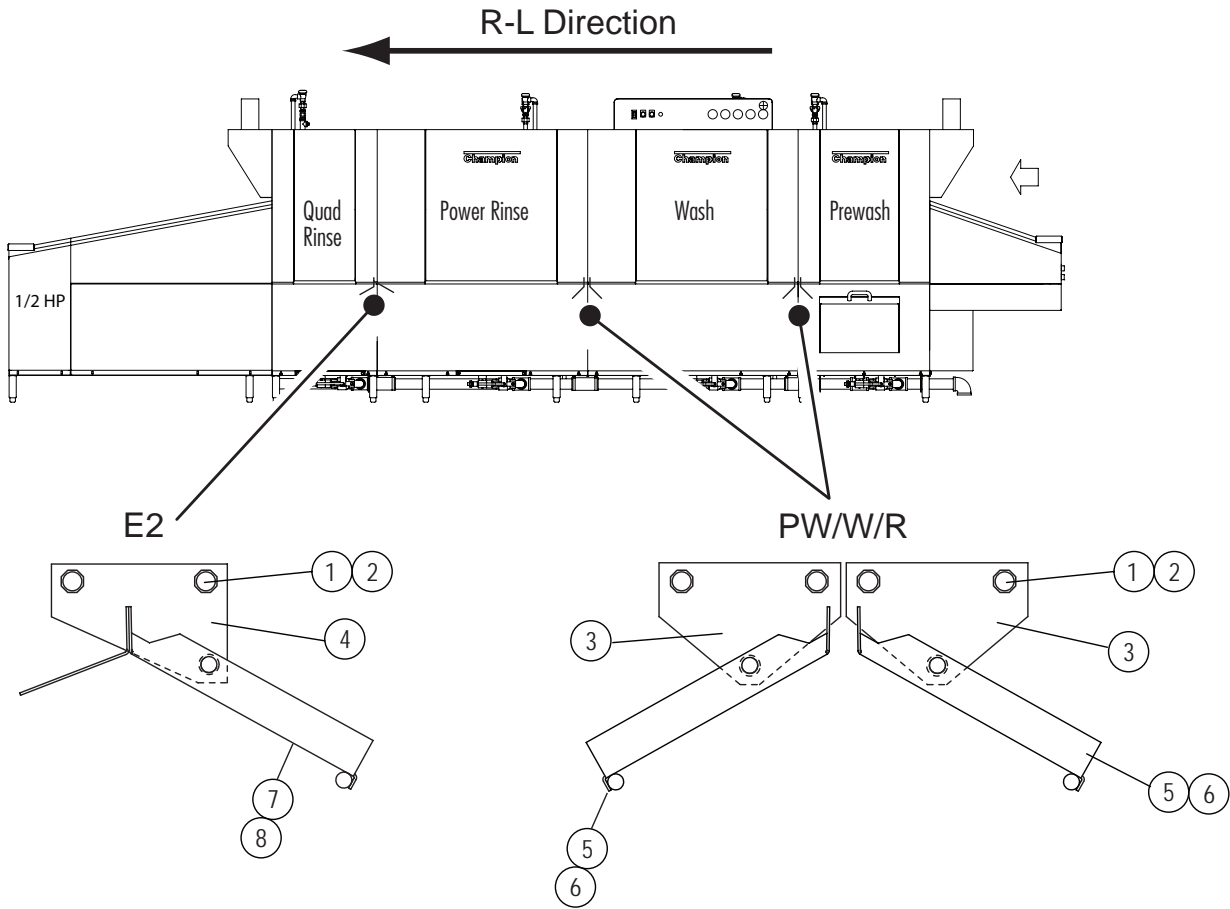 R-L Direction
Champion
Champion
Champion
Quad
Rinse
Power Rinse
Wash
Prewash
1/2 HP
E2
PW/W/R
1 2
4
7
8
3
1 2
3
5 6
5
6